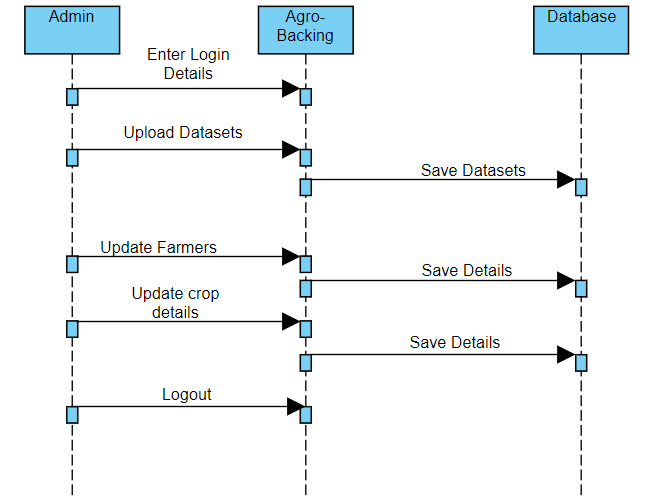 Admin
Agro-
Backing
Database
Enter Login
Details
Upload Datasets
Save Datasets
Update Farmers
Save Details
Update crop
details
Save Details
Logout